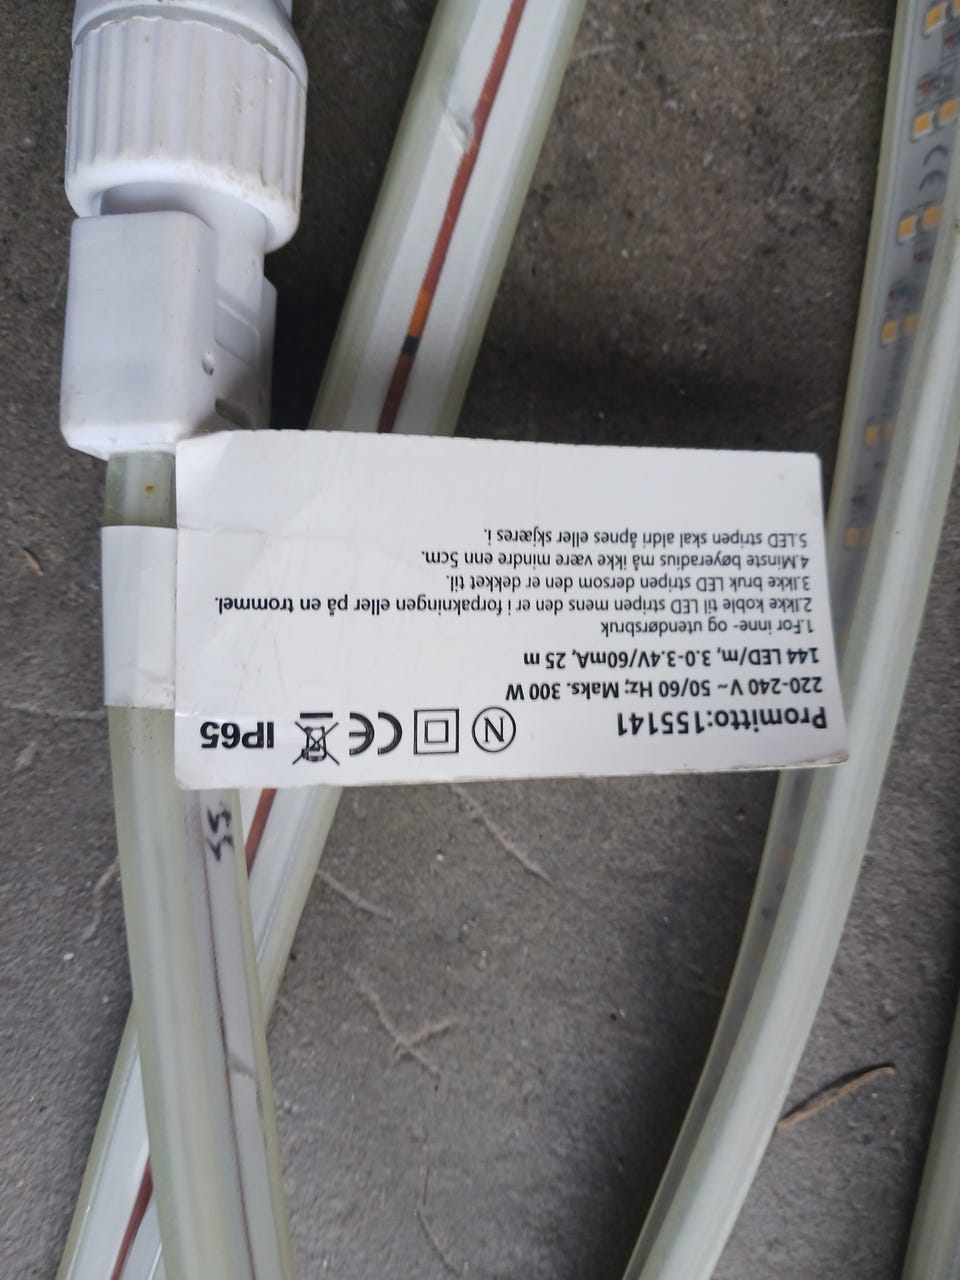 Promitto:155141
220-240 V ~ 50/60 Hz; Maks. 300 W
144 LED/m, 3.0-3.4V/60mA, 25 m
N CE IP65
1.For inne- og utendørsbruk
2.Ikke koble til LED stripen mens den er i forpakningen eller på en trommel.
3.Ikke bruk LED stripen dersom den er dekket til.
4.Minste bøyeradius må ikke være mindre enn 5cm.
5.LED stripen skal aldri åpnes eller skjæres i.
CE